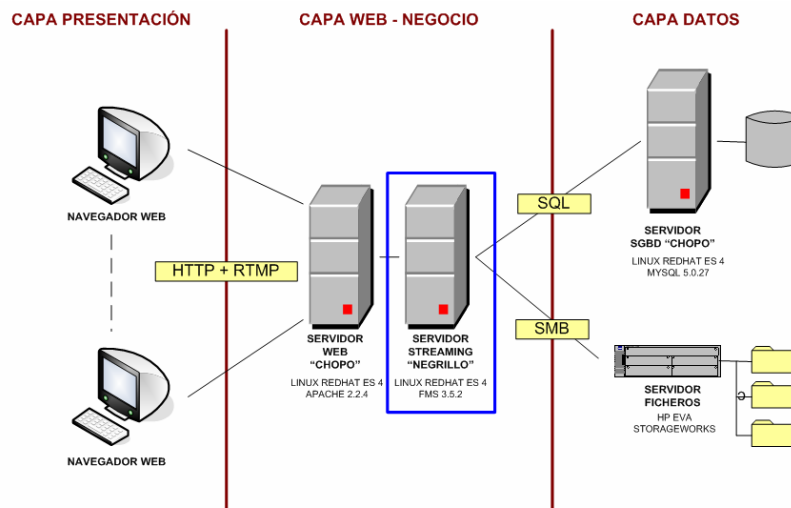 CAPA PRESENTACIÓN
CAPA WEB - NEGOCIO
CAPA DATOS
NAVEGADOR WEB
HTTP + RTMP
NAVEGADOR WEB
SERVIDOR
WEB
“CHOPO”
LINUX REDHAT ES 4
APACHE 2.2.4
SERVIDOR
STREAMING
“NEGRILLO”
LINUX REDHAT ES 4
FMS 3.5.2
SQL
SMB
SERVIDOR
SGBD “CHOPO”
LINUX REDHAT ES 4
MYSQL 5.0.27
SERVIDOR
FICHEROS
HP EVA
STORAGEWORKS